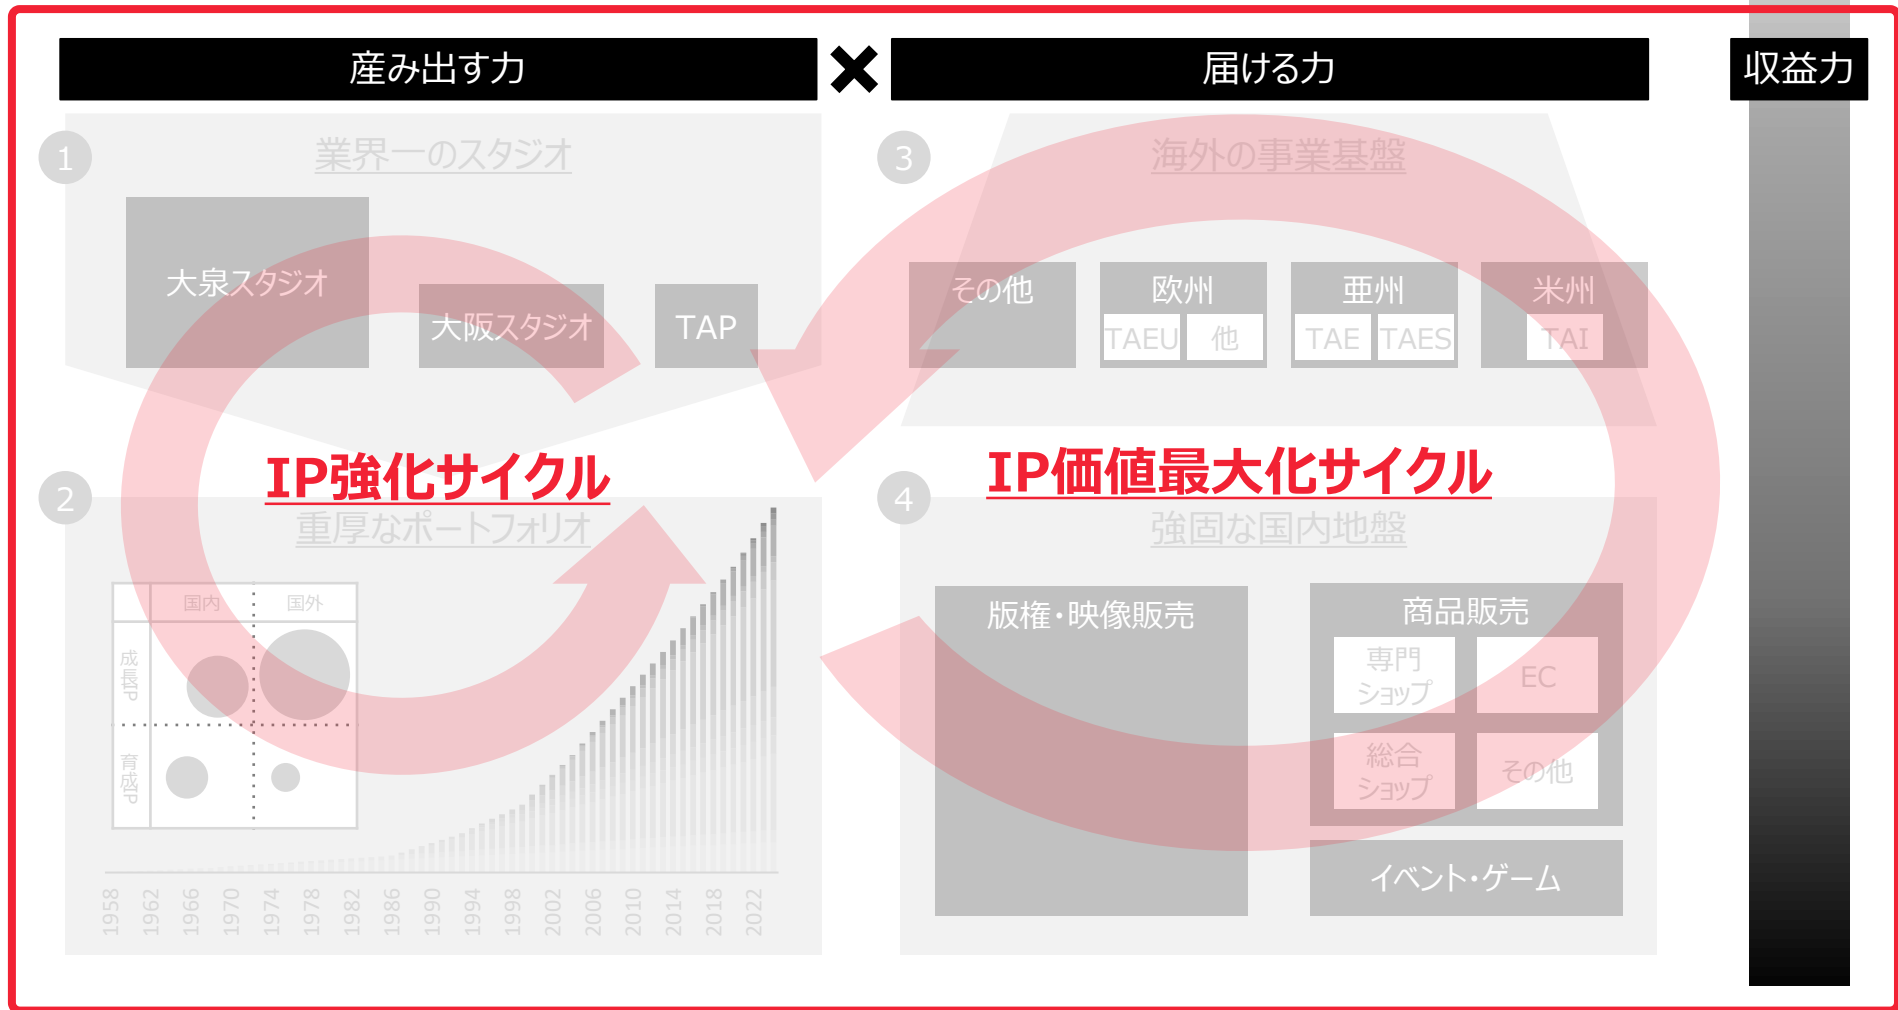 産み出す力
×
届ける力
収益力
1
業界一のスタジオ
大泉スタジオ
大阪スタジオ
TAP
3
海外の事業基盤
その他
欧州
TAEU
他
亜州
TAE
TAES
米州
TAI
IP強化サイクル
IP価値最大化サイクル
2
重厚なポートフォリオ
国内
国外
成長IP
育成IP
1958
1962
1966
1970
1974
1978
1982
1986
1990
1994
1998
2002
2006
2010
2014
2018
2022
4
強固な国内地盤
版権・映像販売
商品販売
専門
ショップ
EC
総合
ショップ
その他
イベント・ゲーム